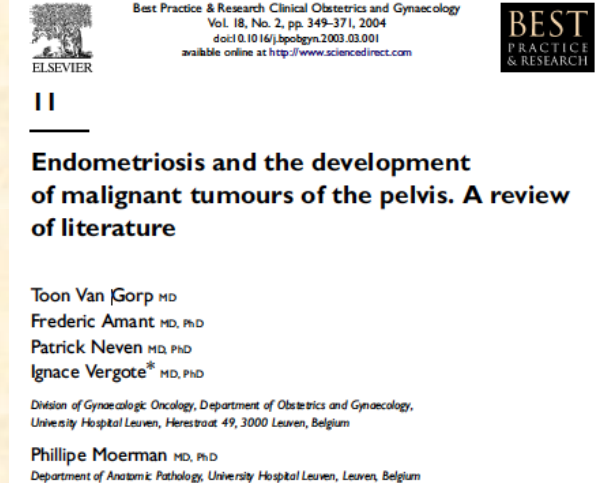 Best Practice & Research Clinical Obstetrics and Gynaecology
Vol. 18, No. 2, pp. 349–371, 2004
doi:10.1016/j.bpobgyn.2003.03.001
available online at http://www.sciencedirect.com
ELSEVIER
BEST
PRACTICE
& RESEARCH
11
Endometriosis and the development
of malignant tumours of the pelvis. A review
of literature
Toon Van Gorp MD
Frederic Amant MD, PhD
Patrick Neven MD, PhD
Ignace Vergote* MD, PhD
Division of Gynaecologic Oncology, Department of Obstetrics and Gynaecology,
University Hospital Leuven, Herestraat 49, 3000 Leuven, Belgium
Phillipe Moerman MD, PhD
Department of Anatomic Pathology, University Hospital Leuven, Leuven, Belgium